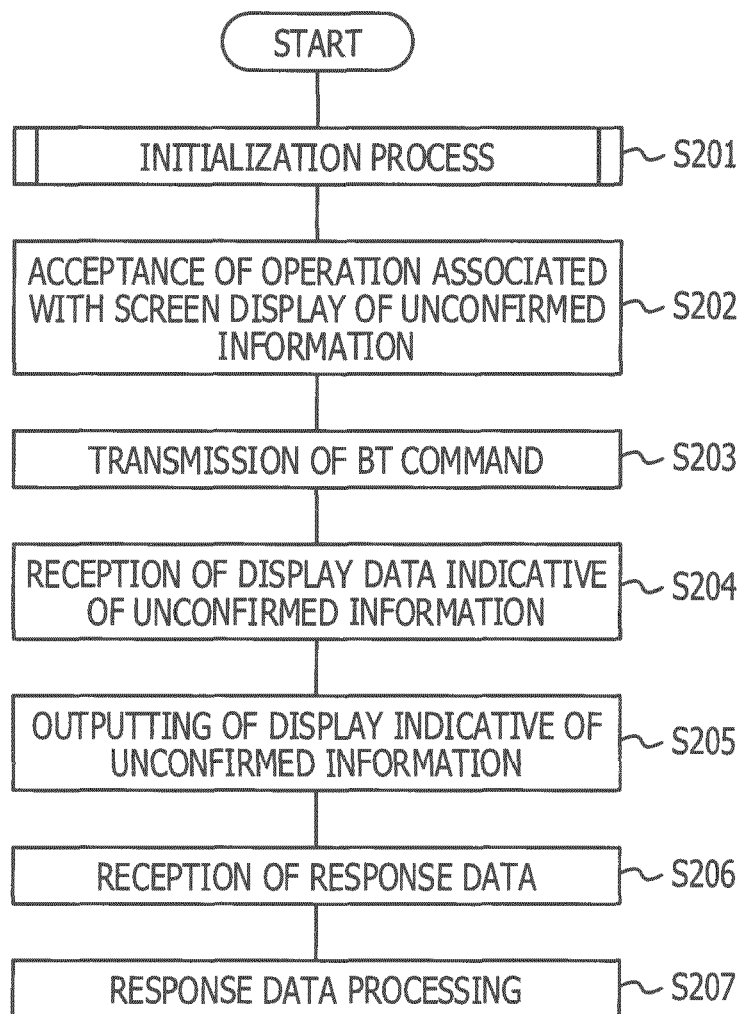 START
INITIALIZATION PROCESS
S201
ACCEPTANCE OF OPERATION ASSOCIATED
WITH SCREEN DISPLAY OF UNCONFIRMED
INFORMATION
S202
TRANSMISSION OF BT COMMAND
S203
RECEPTION OF DISPLAY DATA INDICATIVE
OF UNCONFIRMED INFORMATION
S204
OUTPUTTING OF DISPLAY INDICATIVE OF
UNCONFIRMED INFORMATION
S205
RECEPTION OF RESPONSE DATA
S206
RESPONSE DATA PROCESSING
S207